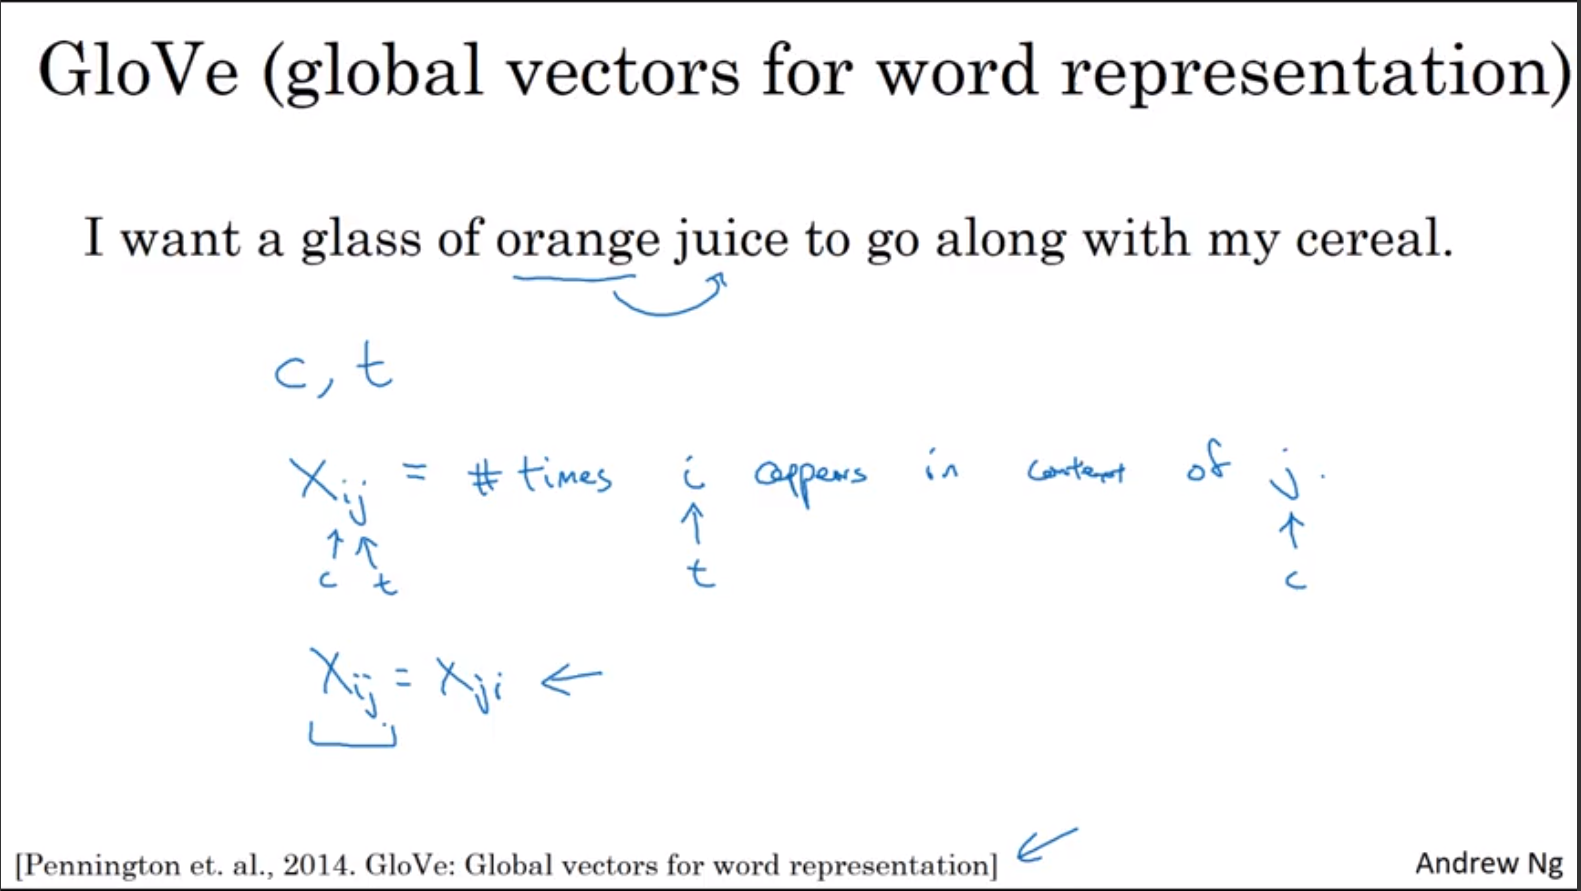 GloVe (global vectors for word representation)
I want a glass of orange juice to go along with my cereal.
c, t
Xij = # times i appears in context of j.
c t t c
Xij = Xji ←
[Pennington et. al., 2014. GloVe: Global vectors for word representation]
Andrew Ng